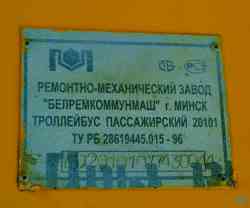 РЕМОНТНО-МЕХАНИЧЕСКИЙ ЗАВОД
"БЕЛРЕМКОММУНМАШ" г. МИНСК
ТРОЛЛЕЙБУС ПАССАЖИРСКИЙ 20101
ТУ РБ 28619445.015 - 96